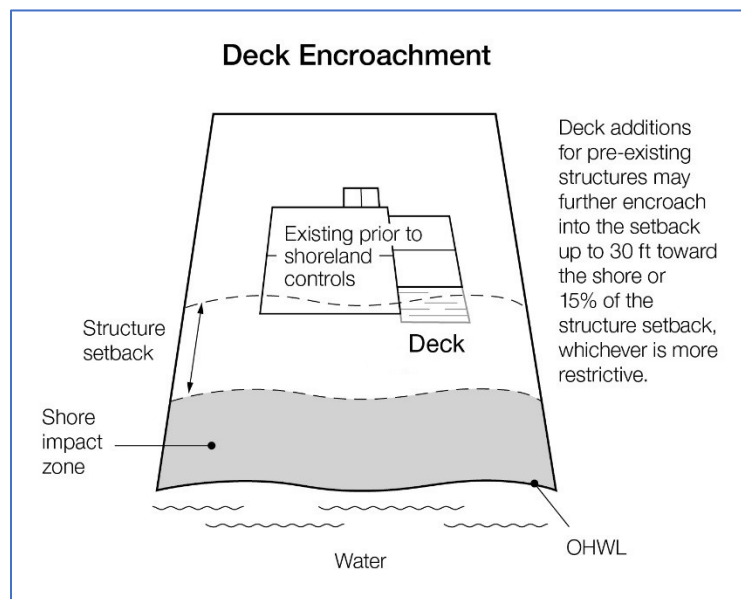 Deck Encroachment
Deck additions
for pre-existing
structures may
further encroach
into the setback
up to 30 ft toward
the shore or
15% of the
structure setback,
whichever is more
restrictive.
Existing prior to
shoreland
controls
Structure
setback
Deck
Shore
impact
zone
OHWL
Water